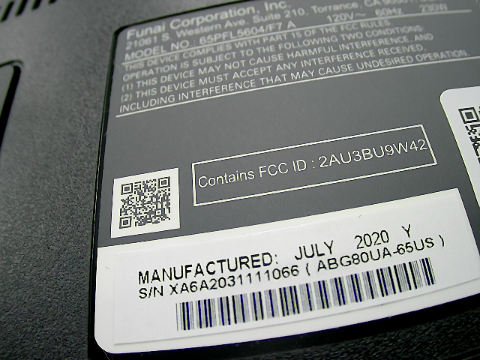 Funai Corporation, Inc.
21061 S. Western Ave. Suite 210, Torrance, CA
MODEL NO 65PFL5604/F7 A 120V~
THIS DEVICE COMPLIES WITH PART 15 OF THE FCC RULES
OPERATION IS SUBJECT TO THE FOLLOWING TWO CONDITIONS.
(1) THIS DEVICE MAY NOT CAUSE HARMFUL INTERFERENCE, AND
(2) THIS DEVICE MUST ACCEPT ANY INTERFERENCE RECEIVED,
INCLUDING INTERFERENCE THAT MAY CAUSE UNDESIRED OPERATION.
Contains FCC ID : 2AU3BU9W42
MANUFACTURED: JULY 2020 Y
S/N XA6A2031111066 ( ABG80UA-65US )